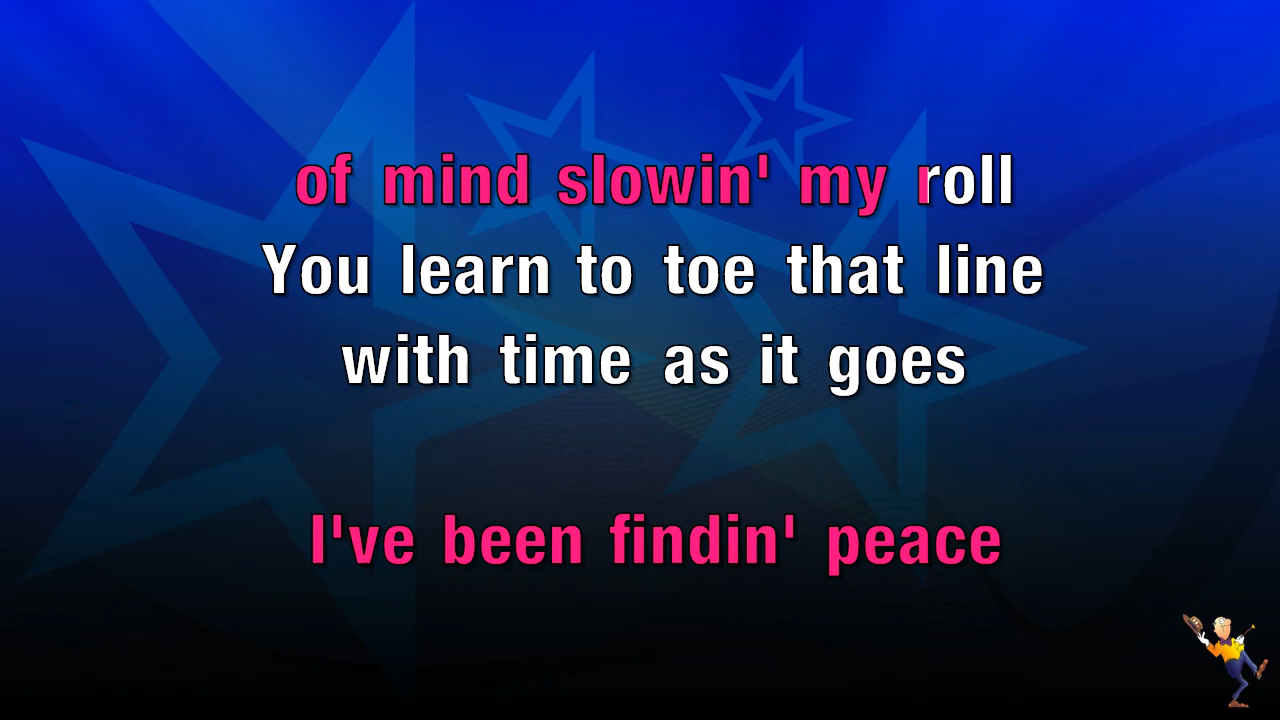 of mind slowin' my roll
You learn to toe that line
with time as it goes
I've been findin' peace